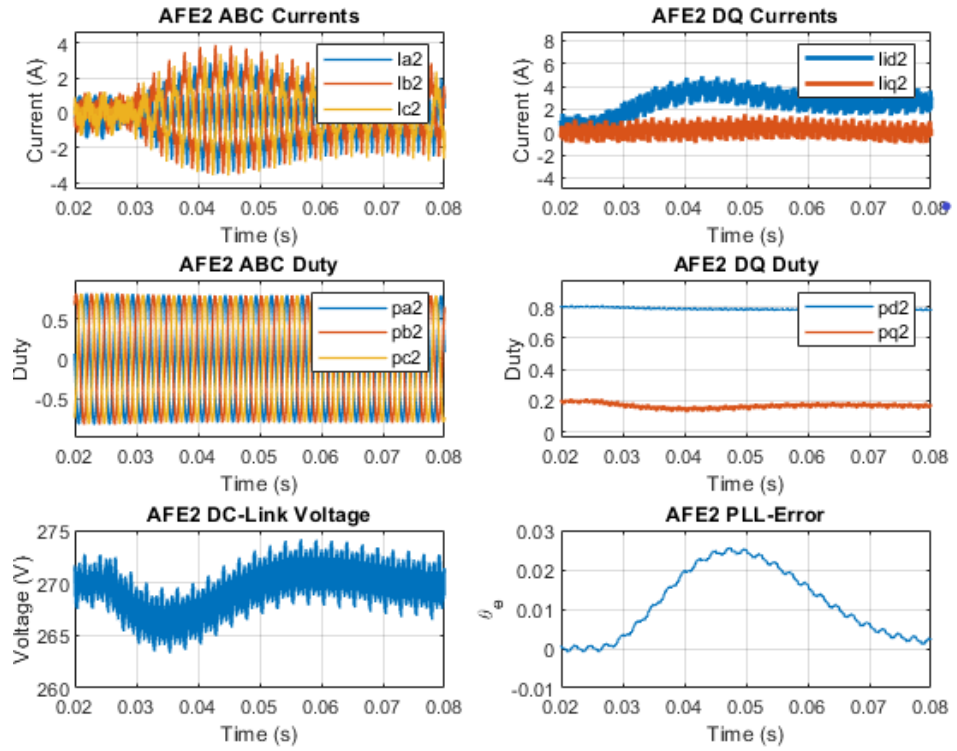 AFE2 ABC Currents
4
2
0
-2
-4
Current (A)
Ia2
Ib2
Ic2
0.02 0.03 0.04 0.05 0.06 0.07 0.08
Time (s)
AFE2 DQ Currents
8
6
4
2
0
-2
-4
Current (A)
Iid2
Iiq2
0.02 0.03 0.04 0.05 0.06 0.07 0.08
Time (s)
AFE2 ABC Duty
0.5
0
-0.5
Duty
pa2
pb2
pc2
0.02 0.03 0.04 0.05 0.06 0.07 0.08
Time (s)
AFE2 DQ Duty
0.8
0.6
0.4
0.2
0
Duty
pd2
pq2
0.02 0.03 0.04 0.05 0.06 0.07 0.08
Time (s)
AFE2 DC-Link Voltage
275
270
265
260
Voltage (V)
0.02 0.03 0.04 0.05 0.06 0.07 0.08
Time (s)
AFE2 PLL-Error
0.03
0.02
0.01
0
-0.01
θe
0.02 0.03 0.04 0.05 0.06 0.07 0.08
Time (s)